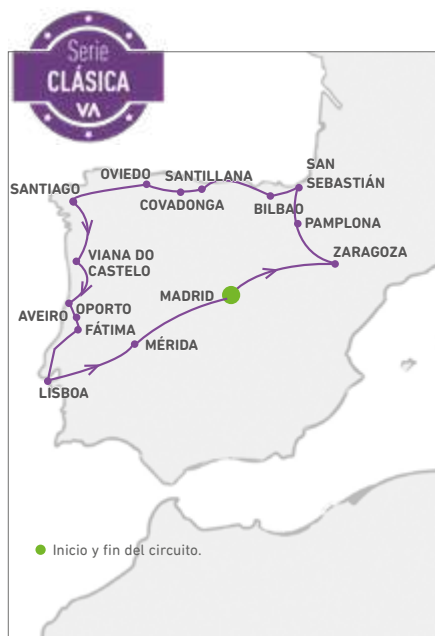 Serie
CLÁSICA
VA
SAN
SEBASTIÁN
OVIEDO
SANTILLANA
SANTIAGO
COVADONGA
BILBAO
PAMPLONA
VIANA DO
CASTELO
ZARAGOZA
MADRID
AVEIRO
OPORTO
FÁTIMA
MÉRIDA
LISBOA
Inicio y fin del circuito.